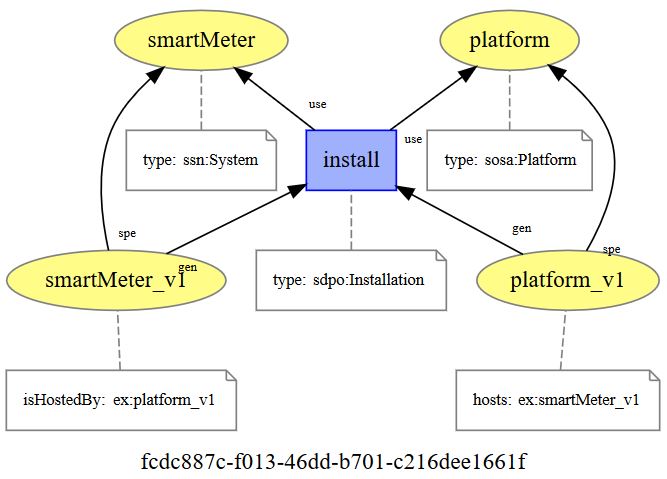 smartMeter
platform
use
use
type: ssn:System
install
type: sosa:Platform
spe
gen
gen
spe
smartMeter_v1
type: sdpo:Installation
platform_v1
isHostedBy: ex:platform_v1
hosts: ex:smartMeter_v1
fcdc887c-f013-46dd-b701-c216dee1661f